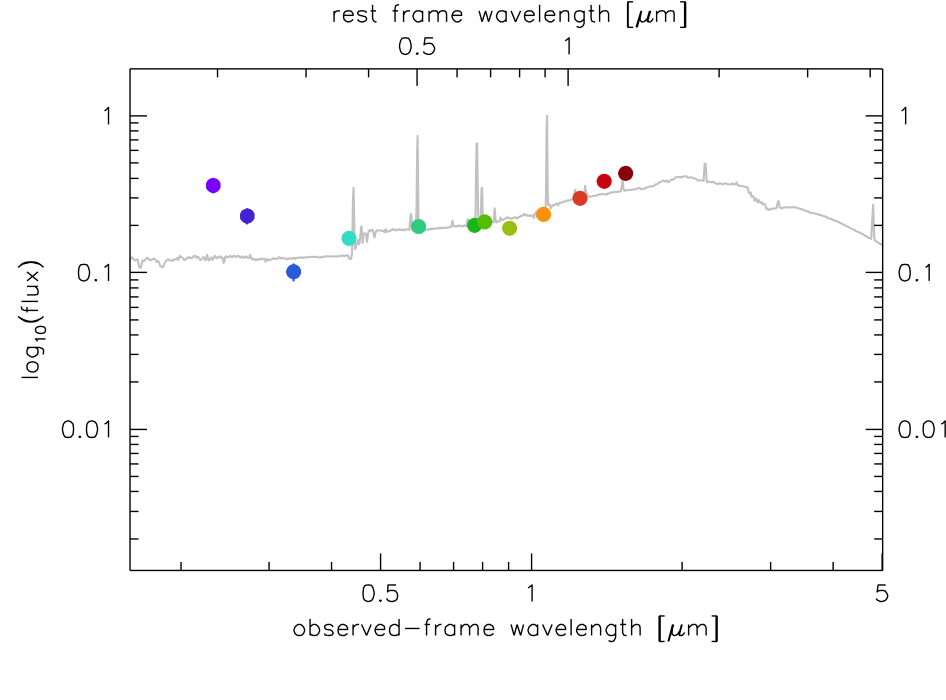 rest frame wavelength [μm]
0.5 1
1 1
0.1 0.1
0.01 0.01
log10(flux)
0.5 1 5
observed-frame wavelength [μm]